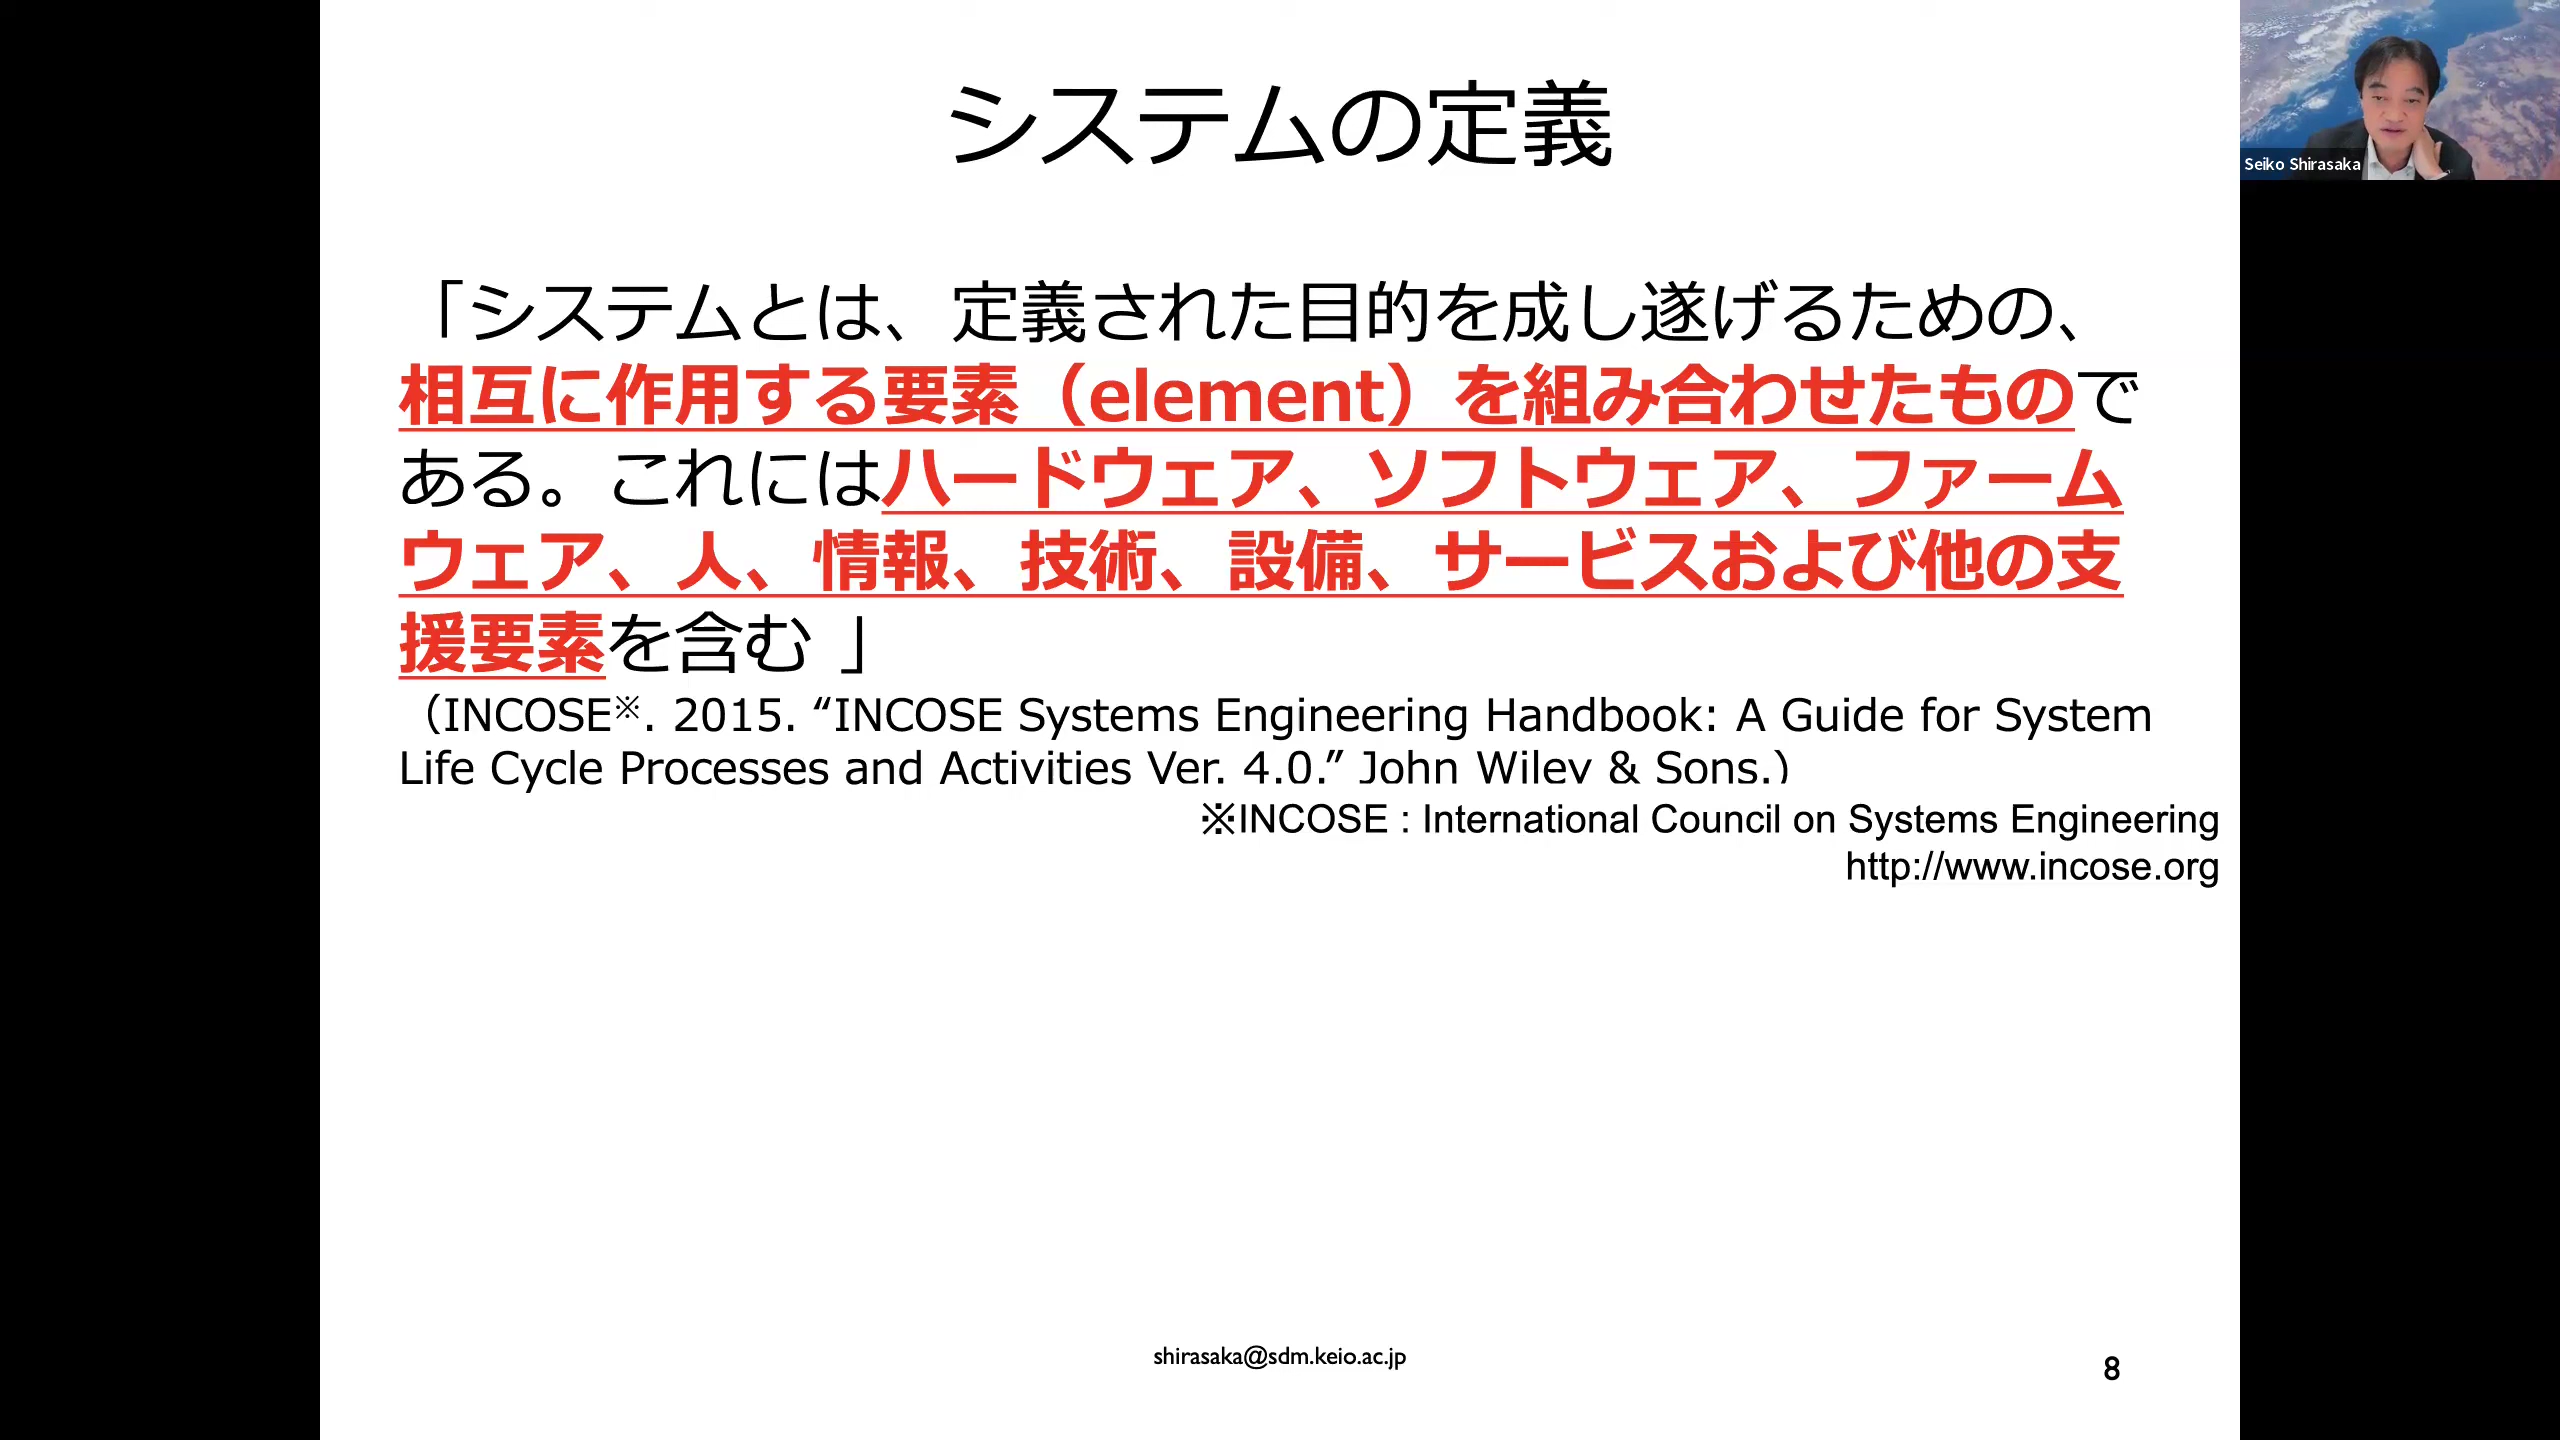 システムの定義
Seiko Shirasaka
「システムとは、定義された目的を成し遂げるための、
相互に作用する要素（element）を組み合わせたもので
ある。これにはハードウェア、ソフトウェア、ファーム
ウェア、人、情報、技術、設備、サービスおよび他の支
援要素を含む 」
（INCOSE※. 2015. “INCOSE Systems Engineering Handbook: A Guide for System
Life Cycle Processes and Activities Ver. 4.0.” John Wiley & Sons.）
※INCOSE : International Council on Systems Engineering
http://www.incose.org
shirasaka@sdm.keio.ac.jp
8